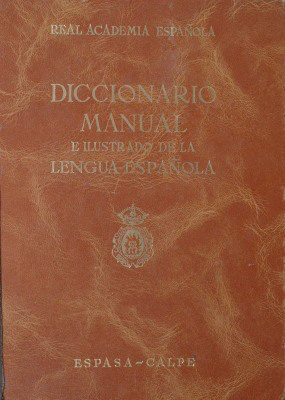 REAL ACADEMIA ESPAÑOLA
DICCIONARIO
MANUAL
E ILUSTRADO DE LA
LENGUA ESPAÑOLA
ESPASA-CALPE